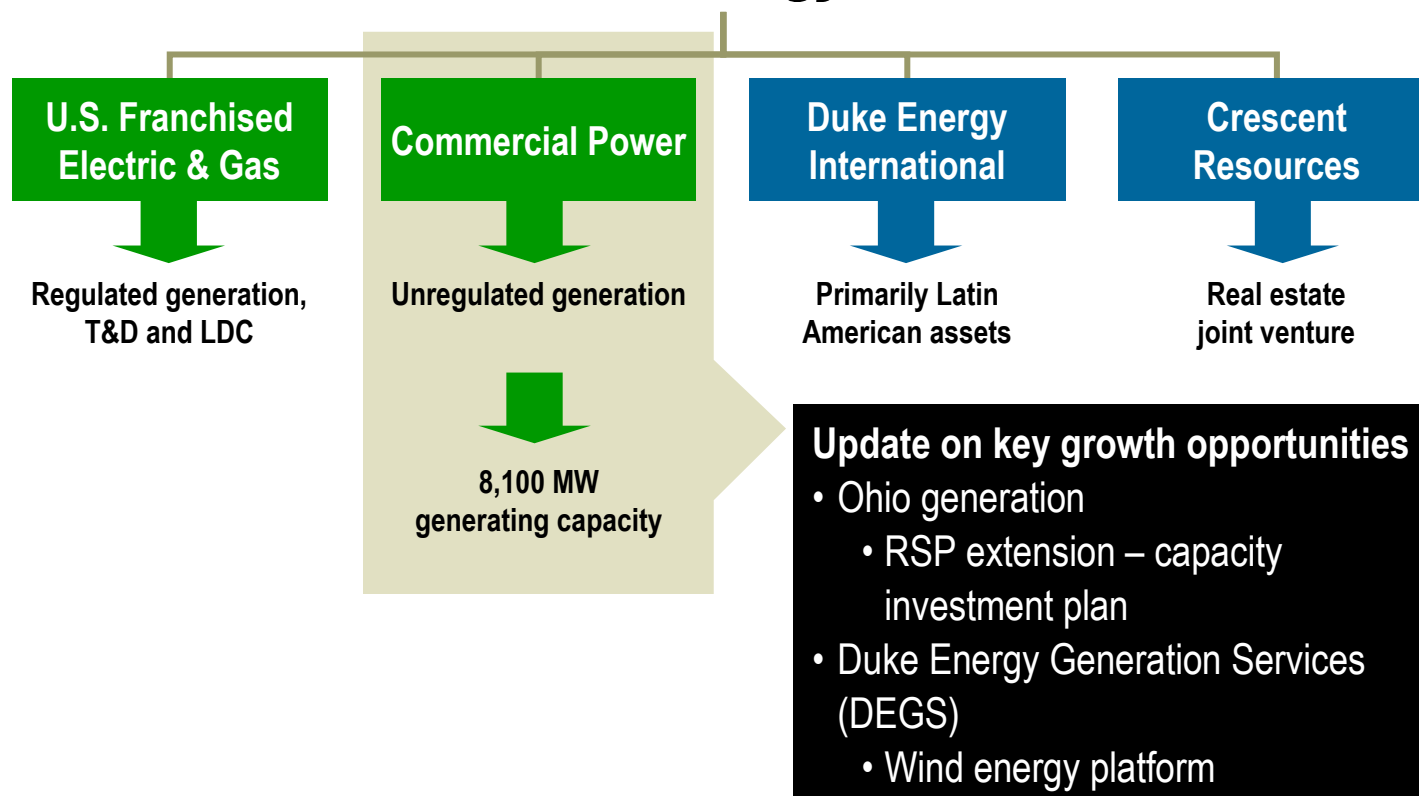 U.S. Franchised
Electric & Gas
Commercial Power
Duke Energy
International
Crescent
Resources
Regulated generation,
T&D and LDC
Unregulated generation
Primarily Latin
American assets
Real estate
joint venture
8,100 MW
generating capacity
Update on key growth opportunities
• Ohio generation
• RSP extension – capacity
investment plan
• Duke Energy Generation Services
(DEGS)
• Wind energy platform